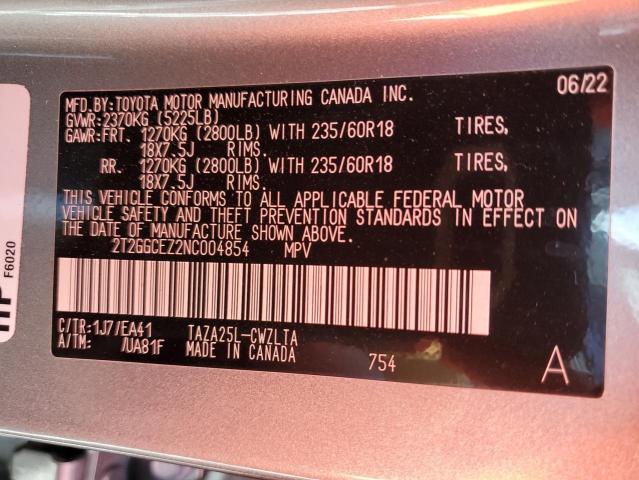 06/22
MFD.BY:TOYOTA MOTOR MANUFACTURING CANADA INC.
GVWR:2370KG (5225LB)
GAWR:FRT. 1270KG (2800LB) WITH 235/60R18 TIRES,
18X7.5J RIMS.
RR. 1270KG (2800LB) WITH 235/60R18 TIRES,
18X7.5J RIMS.
THIS VEHICLE CONFORMS TO ALL APPLICABLE FEDERAL MOTOR
VEHICLE SAFETY AND THEFT PREVENTION STANDARDS IN EFFECT ON
THE DATE OF MANUFACTURE SHOWN ABOVE.
2T2GGCEZ2NC004854 MPV
C/TR:1J7/EA41 TAZA25L-CWZLTA
A/TM: /UA81F MADE IN CANADA
754 A
F6020